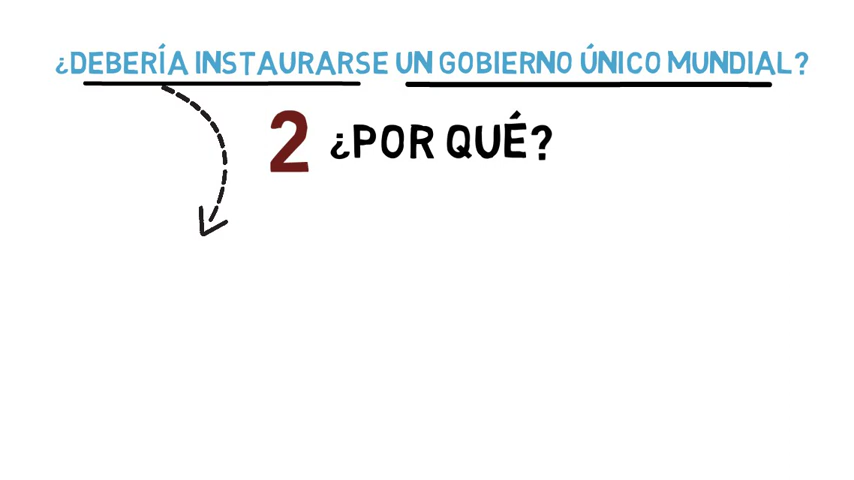 ¿DEBERÍA INSTAURARSE UN GOBIERNO ÚNICO MUNDIAL?
2 ¿POR QUÉ?